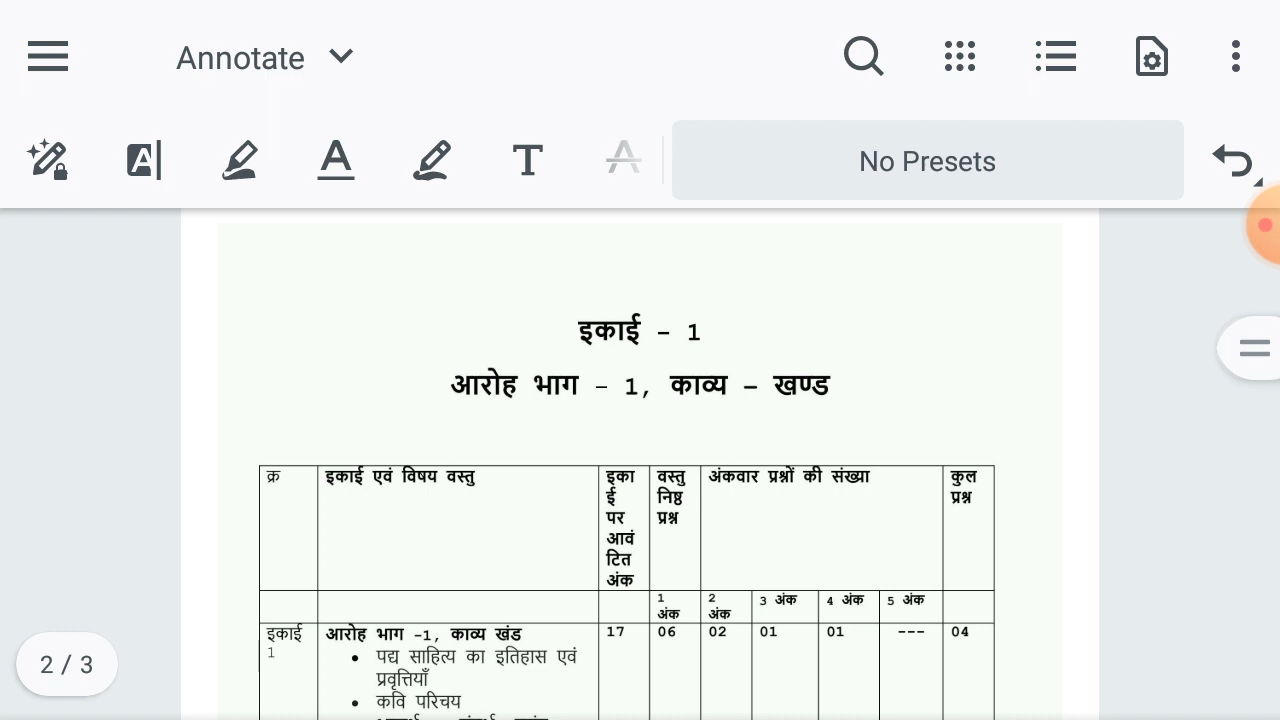 Annotate
No Presets
इकाई - 1
आरोह भाग - 1, काव्य - खण्ड
क्र
इकाई एवं विषय वस्तु
इका
ई
पर
आवं
टित
अंक
वस्तु
निष्ठ
प्रश्न
अंकवार प्रश्नों की संख्या
कुल
प्रश्न
1
अंक
2
अंक
3 अंक
4 अंक
5 अंक
इकाई
1
आरोह भाग -1, काव्य खंड
17
06
02
01
01
---
04
• पद्य साहित्य का इतिहास एवं
प्रवृत्तियाँ
• कवि परिचय
2 / 3